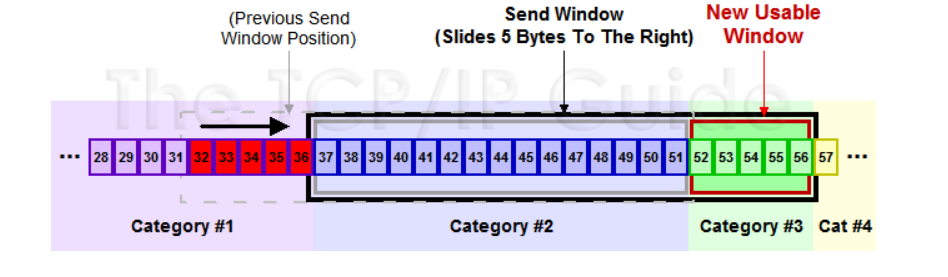 (Previous Send
Window Position)
Send Window
(Slides 5 Bytes To The Right)
New Usable
Window
The TCP/IP Guide
... 28 29 30 31 32 33 34 35 36 37 38 39 40 41 42 43 44 45 46 47 48 49 50 51 52 53 54 55 56 57 ...
Category #1
Category #2
Category #3
Cat #4